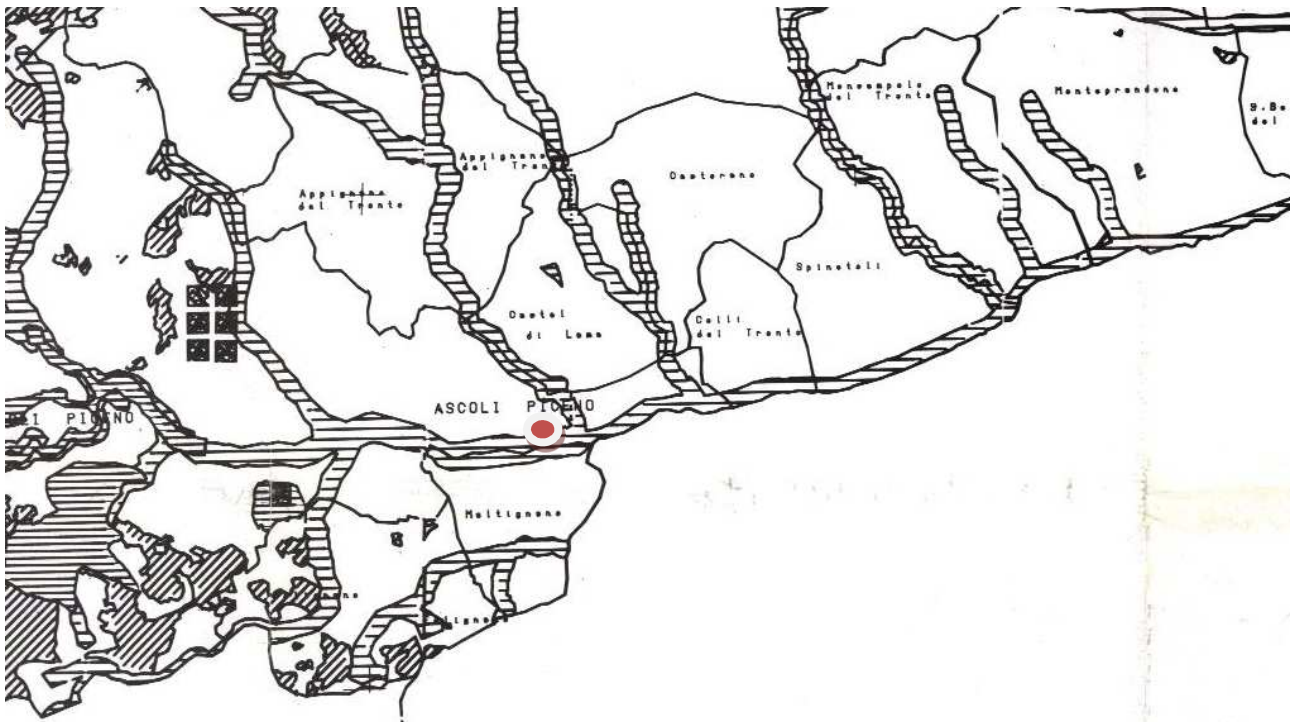 Monsampolo
del Tronto
Monteprandone
Appignano
del Tronto
Castorano
Appignano
del Tronto
Spinetoli
Castel
di Lama
Colli
del Tronto
ASCOLI PICENO
PICENO
Maltignano